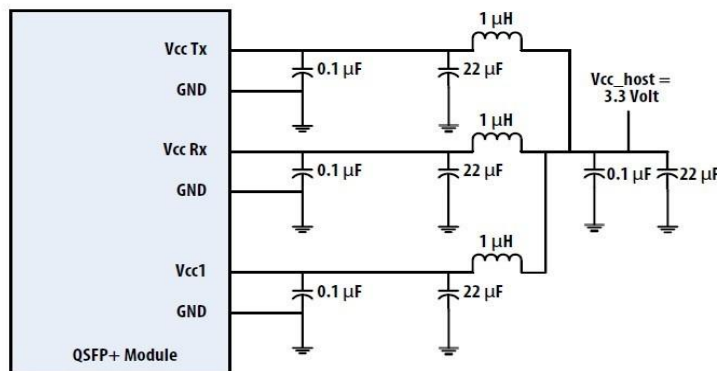 1 µH
Vcc Tx
0.1 µF
22 µF
GND
Vcc_host =
3.3 Volt
1 µH
Vcc Rx
0.1 µF
22 µF
0.1 µF
22 µF
GND
1 µH
Vcc1
0.1 µF
22 µF
GND
QSFP+ Module